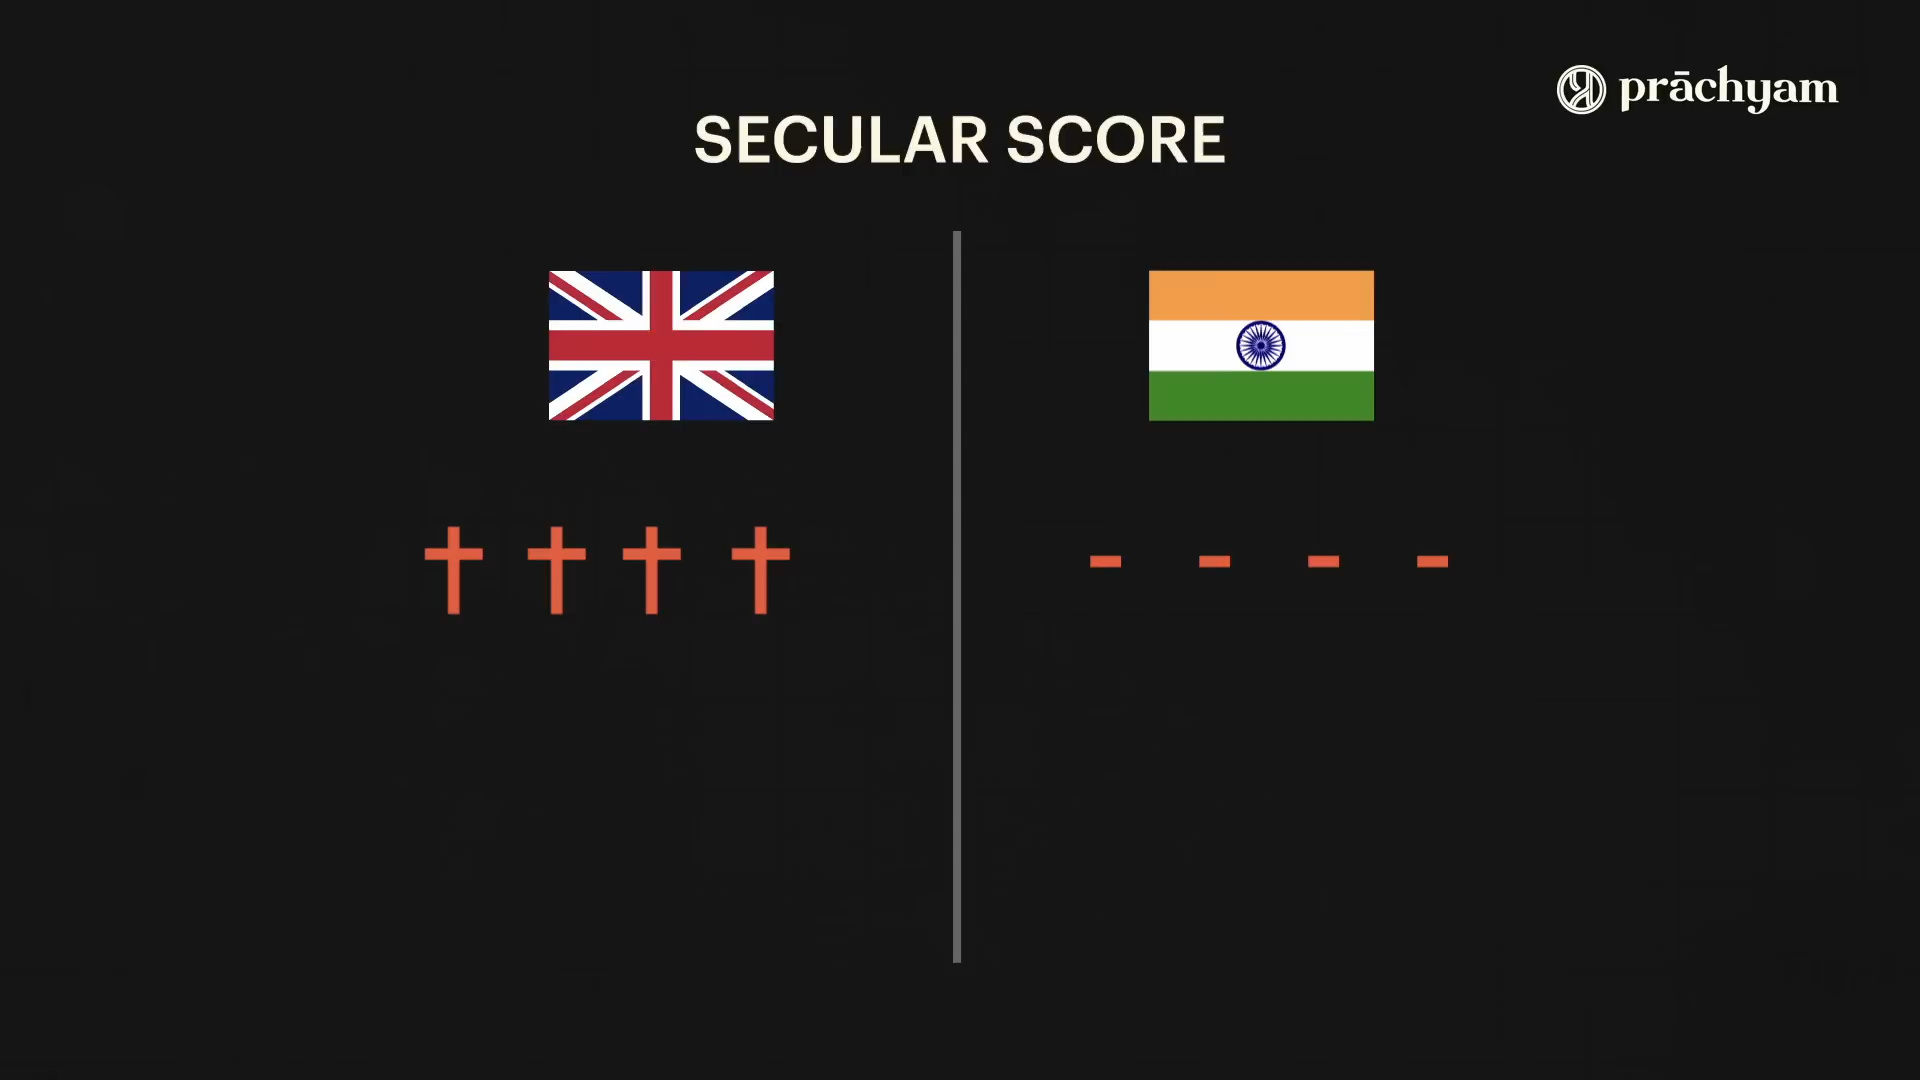 prāchyam
SECULAR SCORE
† † † †
- - - -